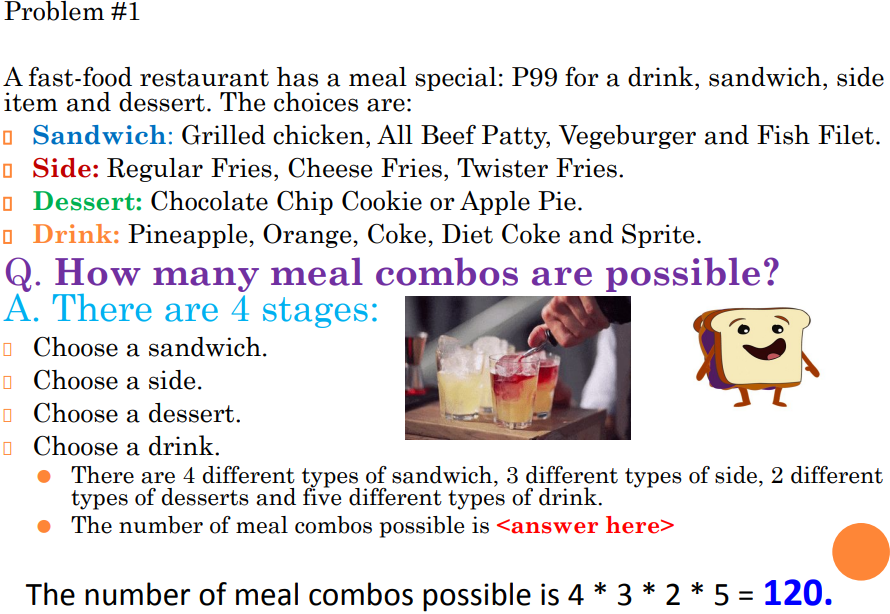 Problem #1
A fast-food restaurant has a meal special: P99 for a drink, sandwich, side
item and dessert. The choices are:
Sandwich: Grilled chicken, All Beef Patty, Vegeburger and Fish Filet.
Side: Regular Fries, Cheese Fries, Twister Fries.
Dessert: Chocolate Chip Cookie or Apple Pie.
Drink: Pineapple, Orange, Coke, Diet Coke and Sprite.
Q. How many meal combos are possible?
A. There are 4 stages:
Choose a sandwich.
Choose a side.
Choose a dessert.
Choose a drink.
There are 4 different types of sandwich, 3 different types of side, 2 different
types of desserts and five different types of drink.
The number of meal combos possible is <answer here>
The number of meal combos possible is 4 * 3 * 2 * 5 = 120.